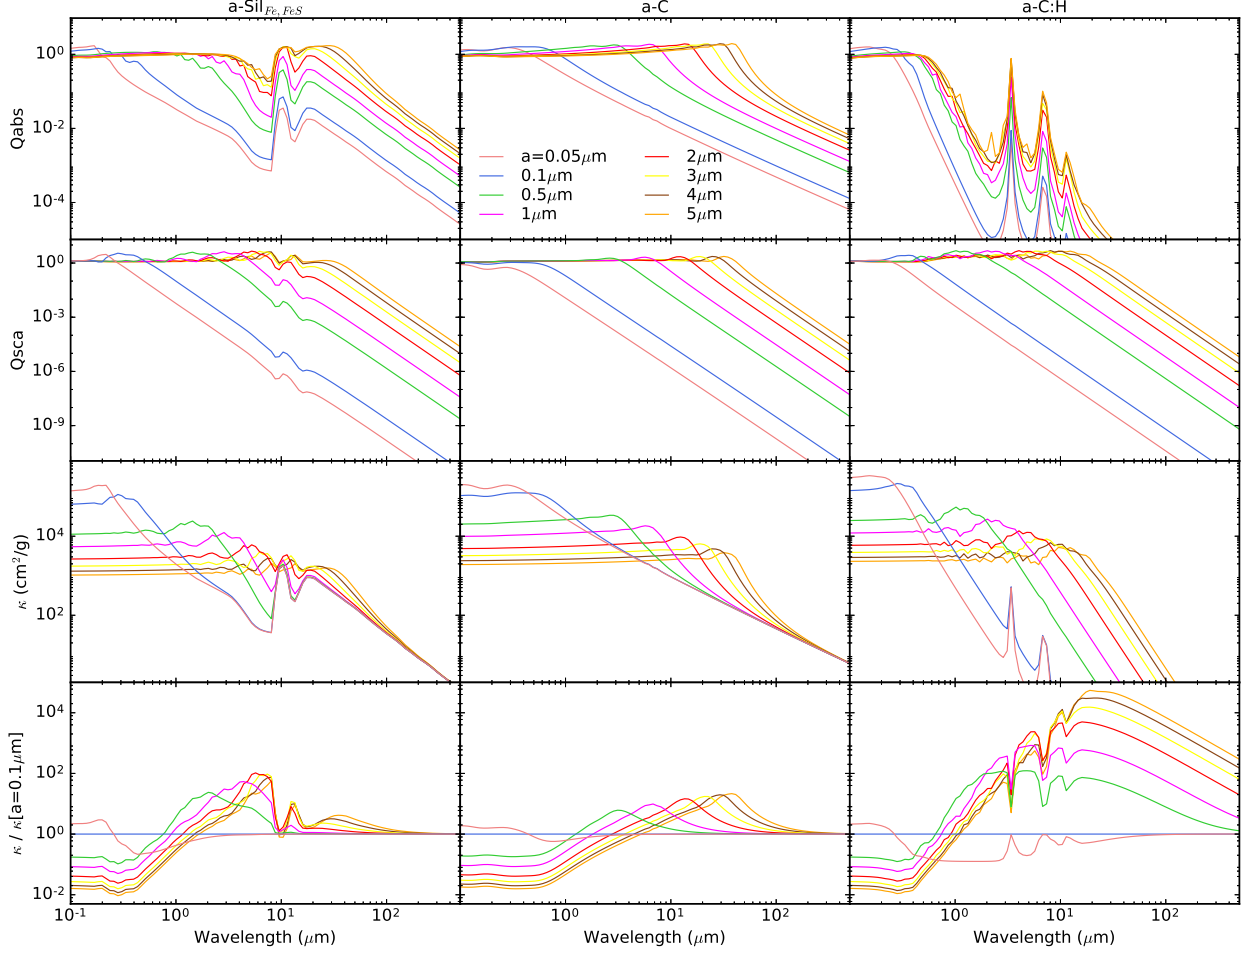 a-Sil Fe, FeS
a-C
a-C:H
Qabs
10^0
10^-2
10^-4
a=0.05μm
0.1μm
0.5μm
1μm
2μm
3μm
4μm
5μm
Qsca
10^0
10^-3
10^-6
10^-9
κ (cm²/g)
10^4
10^2
κ / κ[a=0.1μm]
10^4
10^2
10^0
10^-2
10^-1 10^0 10^1 10^2
10^0 10^1 10^2
10^0 10^1 10^2
Wavelength (μm)
Wavelength (μm)
Wavelength (μm)